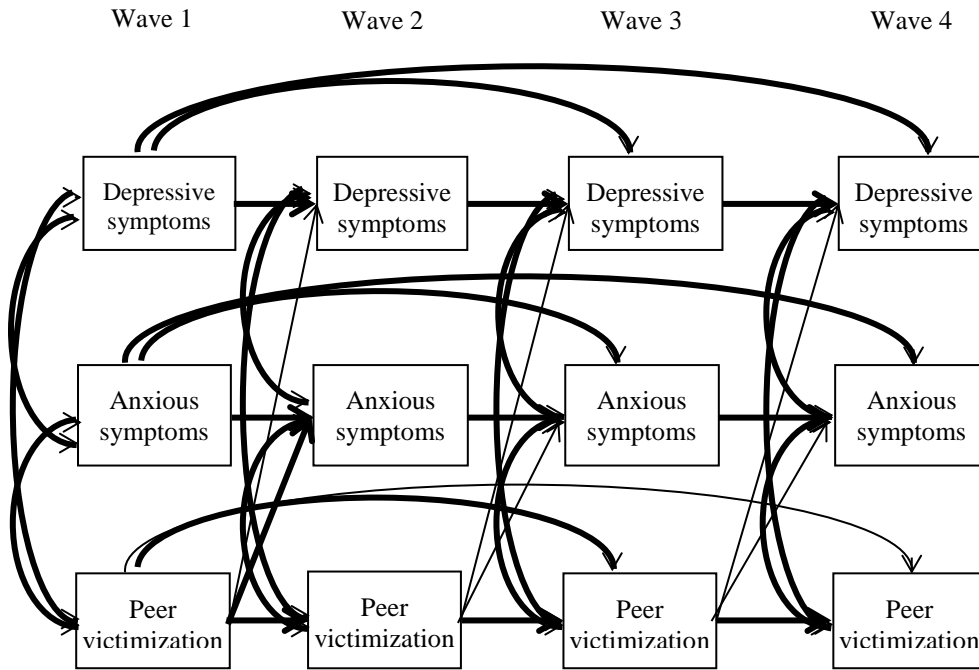 Wave 1
Wave 2
Wave 3
Wave 4
Depressive
symptoms
Depressive
symptoms
Depressive
symptoms
Depressive
symptoms
Anxious
symptoms
Anxious
symptoms
Anxious
symptoms
Anxious
symptoms
Peer
victimization
Peer
victimization
Peer
victimization
Peer
victimization